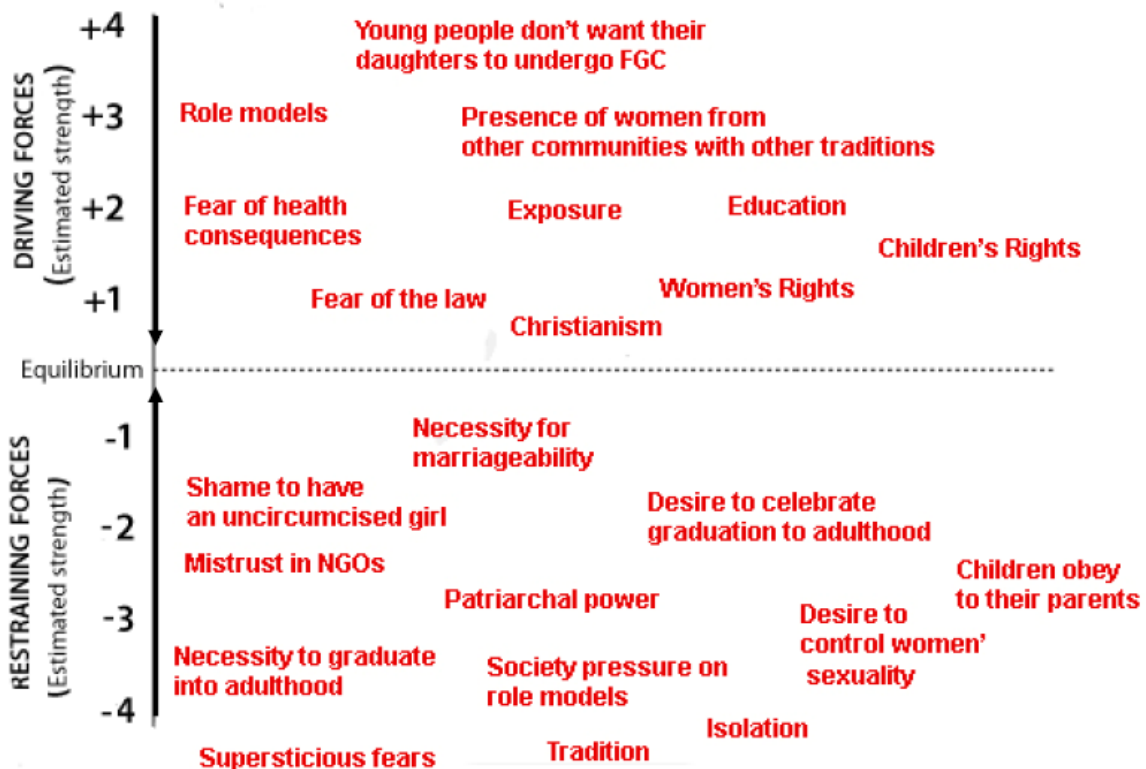 +4
Young people don't want their
daughters to undergo FGC
DRIVING FORCES
(Estimated strength)
+3
Role models
Presence of women from
other communities with other traditions
+2
Fear of health
consequences
Exposure
Education
Children's Rights
+1
Fear of the law
Women's Rights
Christianism
Equilibrium
RESTRAINING FORCES
(Estimated strength)
-1
Necessity for
marriageability
Shame to have
an uncircumcised girl
-2
Desire to celebrate
graduation to adulthood
Mistrust in NGOs
Children obey
to their parents
Patriarchal power
-3
Desire to
control women'
sexuality
Necessity to graduate
into adulthood
Society pressure on
role models
-4
Isolation
Tradition
Supersticious fears